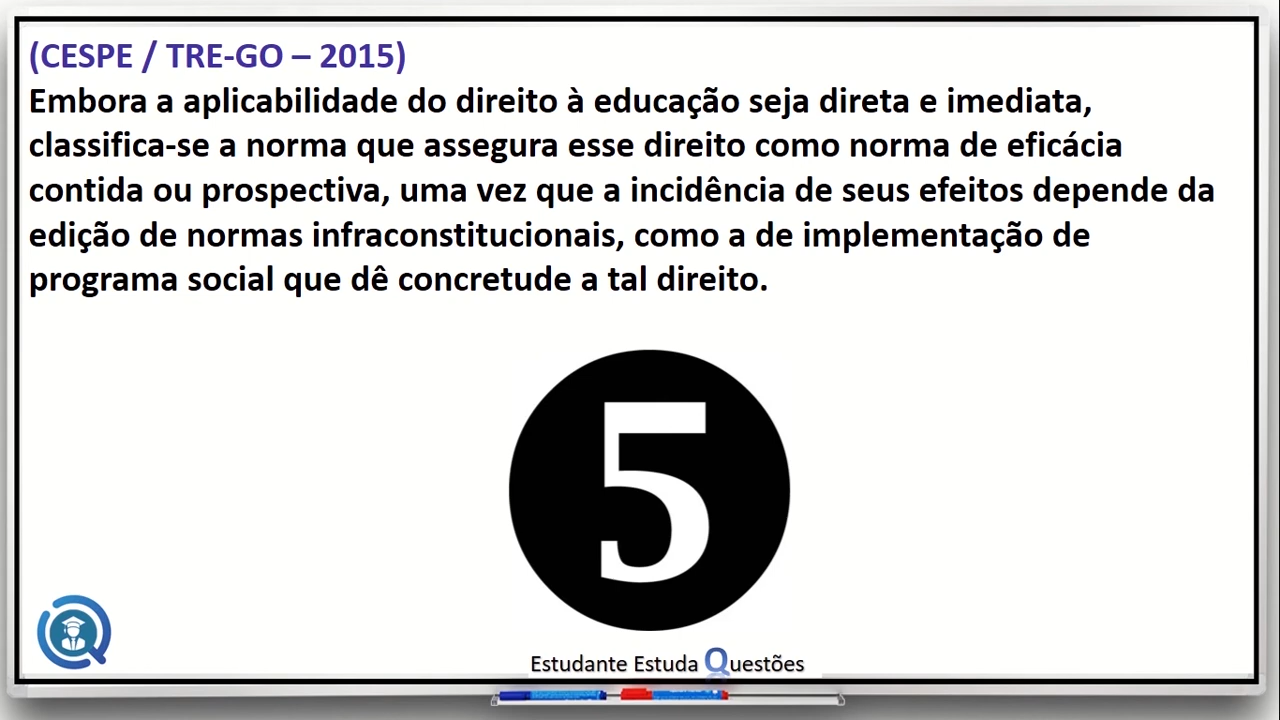 (CESPE / TRE-GO – 2015)
Embora a aplicabilidade do direito à educação seja direta e imediata,
classifica-se a norma que assegura esse direito como norma de eficácia
contida ou prospectiva, uma vez que a incidência de seus efeitos depende da
edição de normas infraconstitucionais, como a de implementação de
programa social que dê concretude a tal direito.
5
Estudante Estuda Questões